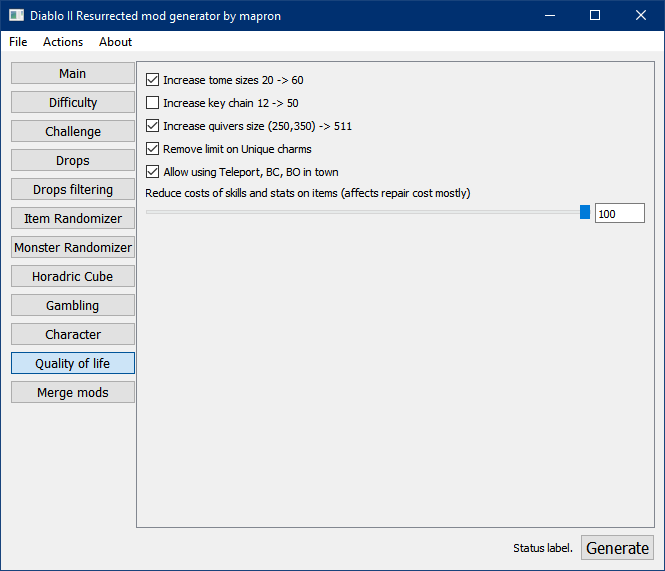 Diablo II Resurrected mod generator by mapron
File Actions About
Main
Difficulty
Challenge
Drops
Drops filtering
Item Randomizer
Monster Randomizer
Horadric Cube
Gambling
Character
Quality of life
Merge mods
Increase tome sizes 20 -> 60
Increase key chain 12 -> 50
Increase quivers size (250,350) -> 511
Remove limit on Unique charms
Allow using Teleport, BC, BO in town
Reduce costs of skills and stats on items (affects repair cost mostly)
100
Status label. Generate